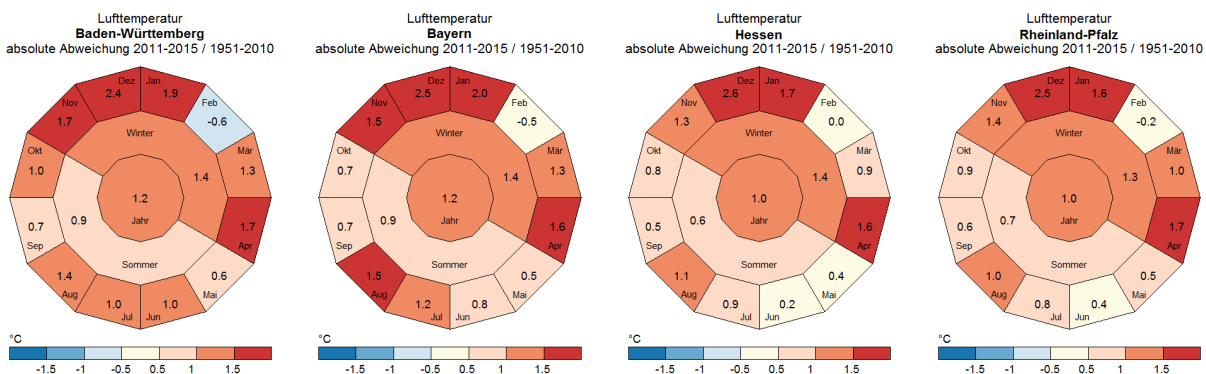 Lufttemperatur
Baden-Württemberg
absolute Abweichung 2011-2015 / 1951-2010
Dez
2.4
Jan
1.9
Nov
1.7
Feb
-0.6
Winter
Okt
1.0
Mär
1.3
1.4
1.2
Jahr
0.9
0.7
Sep
1.7
Apr
Sommer
1.4
Aug
0.6
Mai
1.0
Jul
1.0
Jun
°C
-1.5 -1 -0.5 0.5 1 1.5
Lufttemperatur
Bayern
absolute Abweichung 2011-2015 / 1951-2010
Dez
2.5
Jan
2.0
Nov
1.5
Feb
-0.5
Winter
Okt
0.7
Mär
1.3
1.4
1.2
Jahr
0.9
0.7
Sep
1.6
Apr
Sommer
1.5
Aug
0.5
Mai
1.2
Jul
0.8
Jun
°C
-1.5 -1 -0.5 0.5 1 1.5
Lufttemperatur
Hessen
absolute Abweichung 2011-2015 / 1951-2010
Dez
2.6
Jan
1.7
Nov
1.3
Feb
0.0
Winter
Okt
0.8
Mär
0.9
1.4
1.0
Jahr
0.6
0.5
Sep
1.6
Apr
Sommer
1.1
Aug
0.4
Mai
0.9
Jul
0.2
Jun
°C
-1.5 -1 -0.5 0.5 1 1.5
Lufttemperatur
Rheinland-Pfalz
absolute Abweichung 2011-2015 / 1951-2010
Dez
2.5
Jan
1.6
Nov
1.4
Feb
-0.2
Winter
Okt
0.9
Mär
1.0
1.3
1.0
Jahr
0.7
0.6
Sep
1.7
Apr
Sommer
1.0
Aug
0.5
Mai
0.8
Jul
0.4
Jun
°C
-1.5 -1 -0.5 0.5 1 1.5